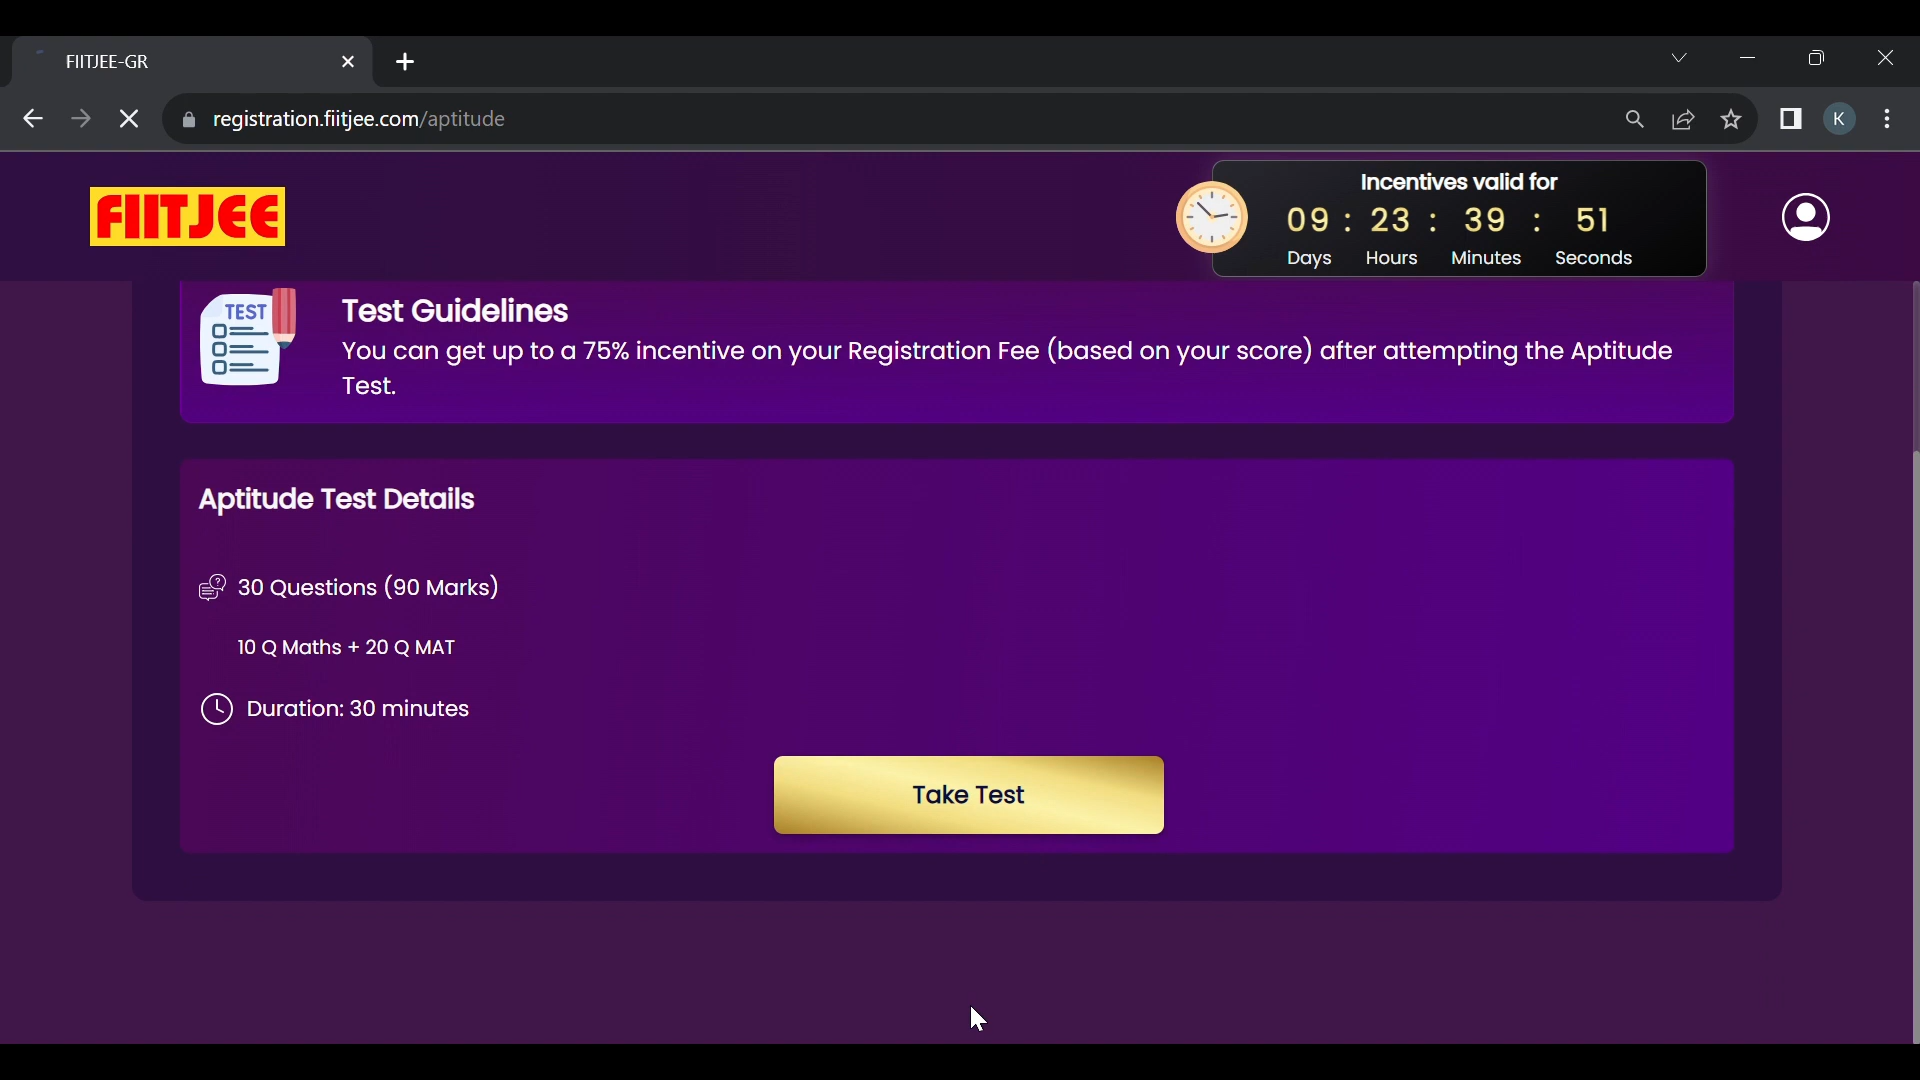 FIITJEE-GR
registration.fiitjee.com/aptitude
K
FIITJEE
Incentives valid for
09 : 23 : 39 : 51
Days Hours Minutes Seconds
TEST
Test Guidelines
You can get up to a 75% incentive on your Registration Fee (based on your score) after attempting the Aptitude
Test.
Aptitude Test Details
30 Questions (90 Marks)
10 Q Maths + 20 Q MAT
Duration: 30 minutes
Take Test